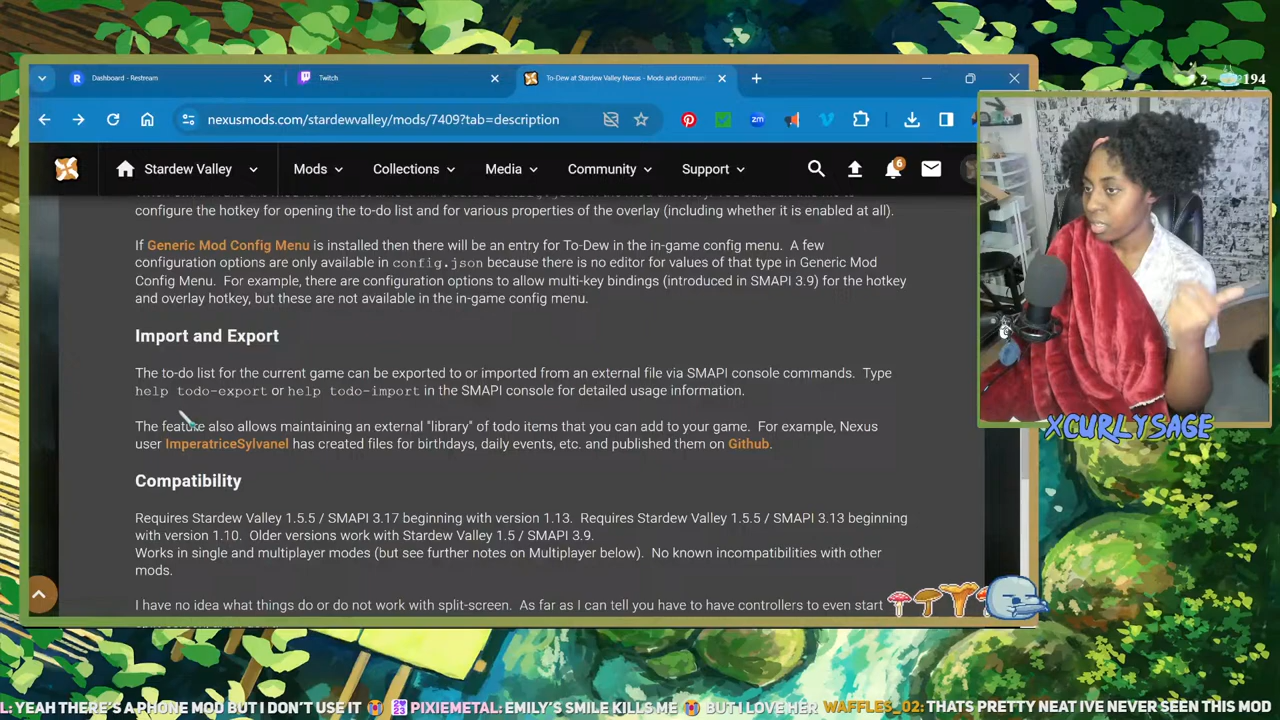 Dashboard - Restream
Twitch
To-Dew at Stardew Valley Nexus - Mods and commun
nexusmods.com/stardewvalley/mods/7409?tab=description
2
194
Stardew Valley
Mods
Collections
Media
Community
Support
6
configure the hotkey for opening the to-do list and for various properties of the overlay (including whether it is enabled at all).
If Generic Mod Config Menu is installed then there will be an entry for To-Dew in the in-game config menu. A few
configuration options are only available in config.json because there is no editor for values of that type in Generic Mod
Config Menu. For example, there are configuration options to allow multi-key bindings (introduced in SMAPI 3.9) for the hotkey
and overlay hotkey, but these are not available in the in-game config menu.
Import and Export
The to-do list for the current game can be exported to or imported from an external file via SMAPI console commands. Type
help todo-export or help todo-import in the SMAPI console for detailed usage information.
The feature also allows maintaining an external "library" of todo items that you can add to your game. For example, Nexus
user ImperatriceSylvanel has created files for birthdays, daily events, etc. and published them on Github.
Compatibility
Requires Stardew Valley 1.5.5 / SMAPI 3.17 beginning with version 1.13. Requires Stardew Valley 1.5.5 / SMAPI 3.13 beginning
with version 1.10. Older versions work with Stardew Valley 1.5 / SMAPI 3.9.
Works in single and multiplayer modes (but see further notes on Multiplayer below). No known incompatibilities with other
mods.
I have no idea what things do or do not work with split-screen. As far as I can tell you have to have controllers to even start
XCURLYSAGE
L: YEAH THERE'S A PHONE MOD BUT I DON'T USE IT PIXIEMETAL: EMILY'S SMILE KILLS ME BUT I LOVE HER WAFFLES_02: THATS PRETTY NEAT IVE NEVER SEEN THIS MOD